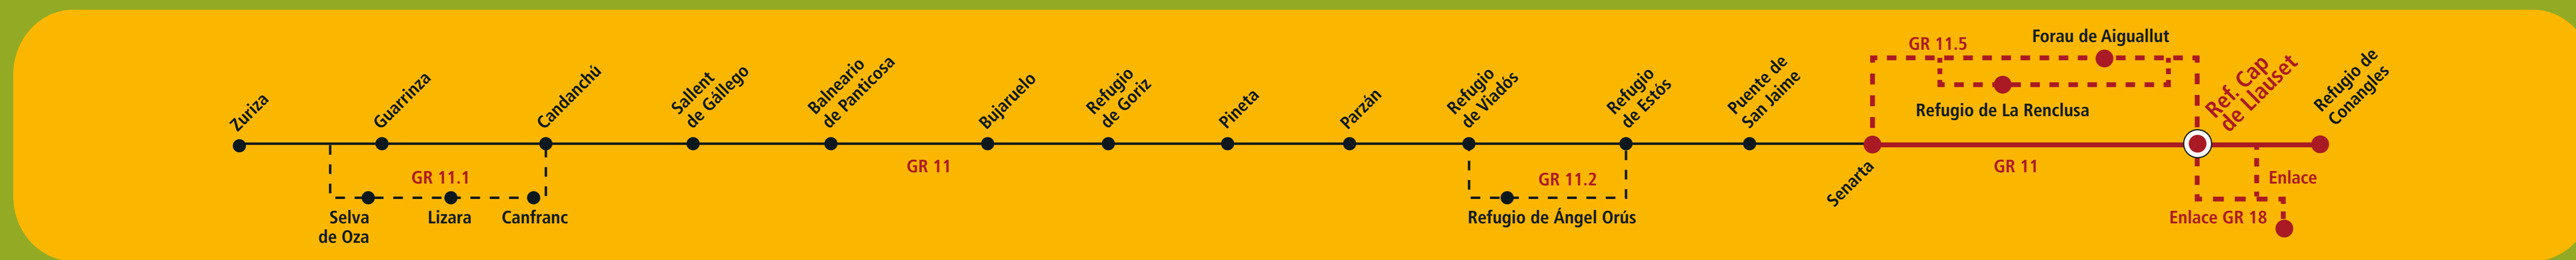 Zuriza
Guarrinza
Candanchú
Sallent
de Gállego
Balneario
de Panticosa
Bujaruelo
Refugio
de Goriz
Pineta
Parzán
Refugio
de Viadós
Refugio
de Estós
Puente de
San Jaime
Senarta
GR 11.5
Forau de Aiguallut
Refugio de La Renclusa
Ref. Cap
de Llauset
Refugio de
Conangles
GR 11
GR 11
GR 11.1
Selva
de Oza
Lizara
Canfranc
GR 11.2
Refugio de Ángel Orús
Enlace
Enlace GR 18